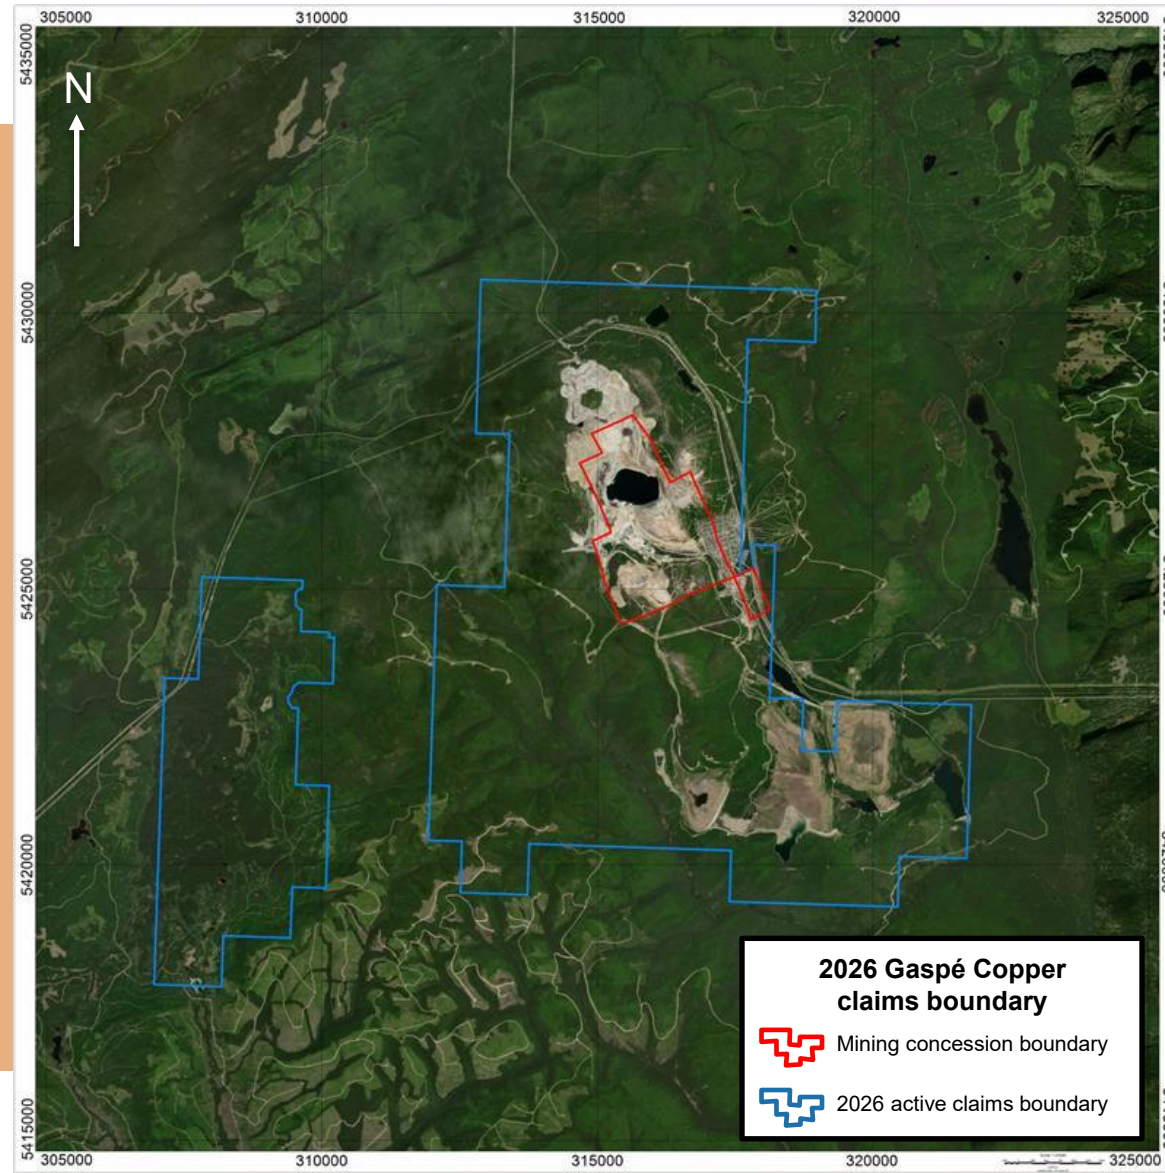 305000 310000 315000 320000 325000
N
5435000
5430000
5425000
5420000
5415000
2026 Gaspé Copper
claims boundary
Mining concession boundary
2026 active claims boundary
305000 310000 315000 320000 325000